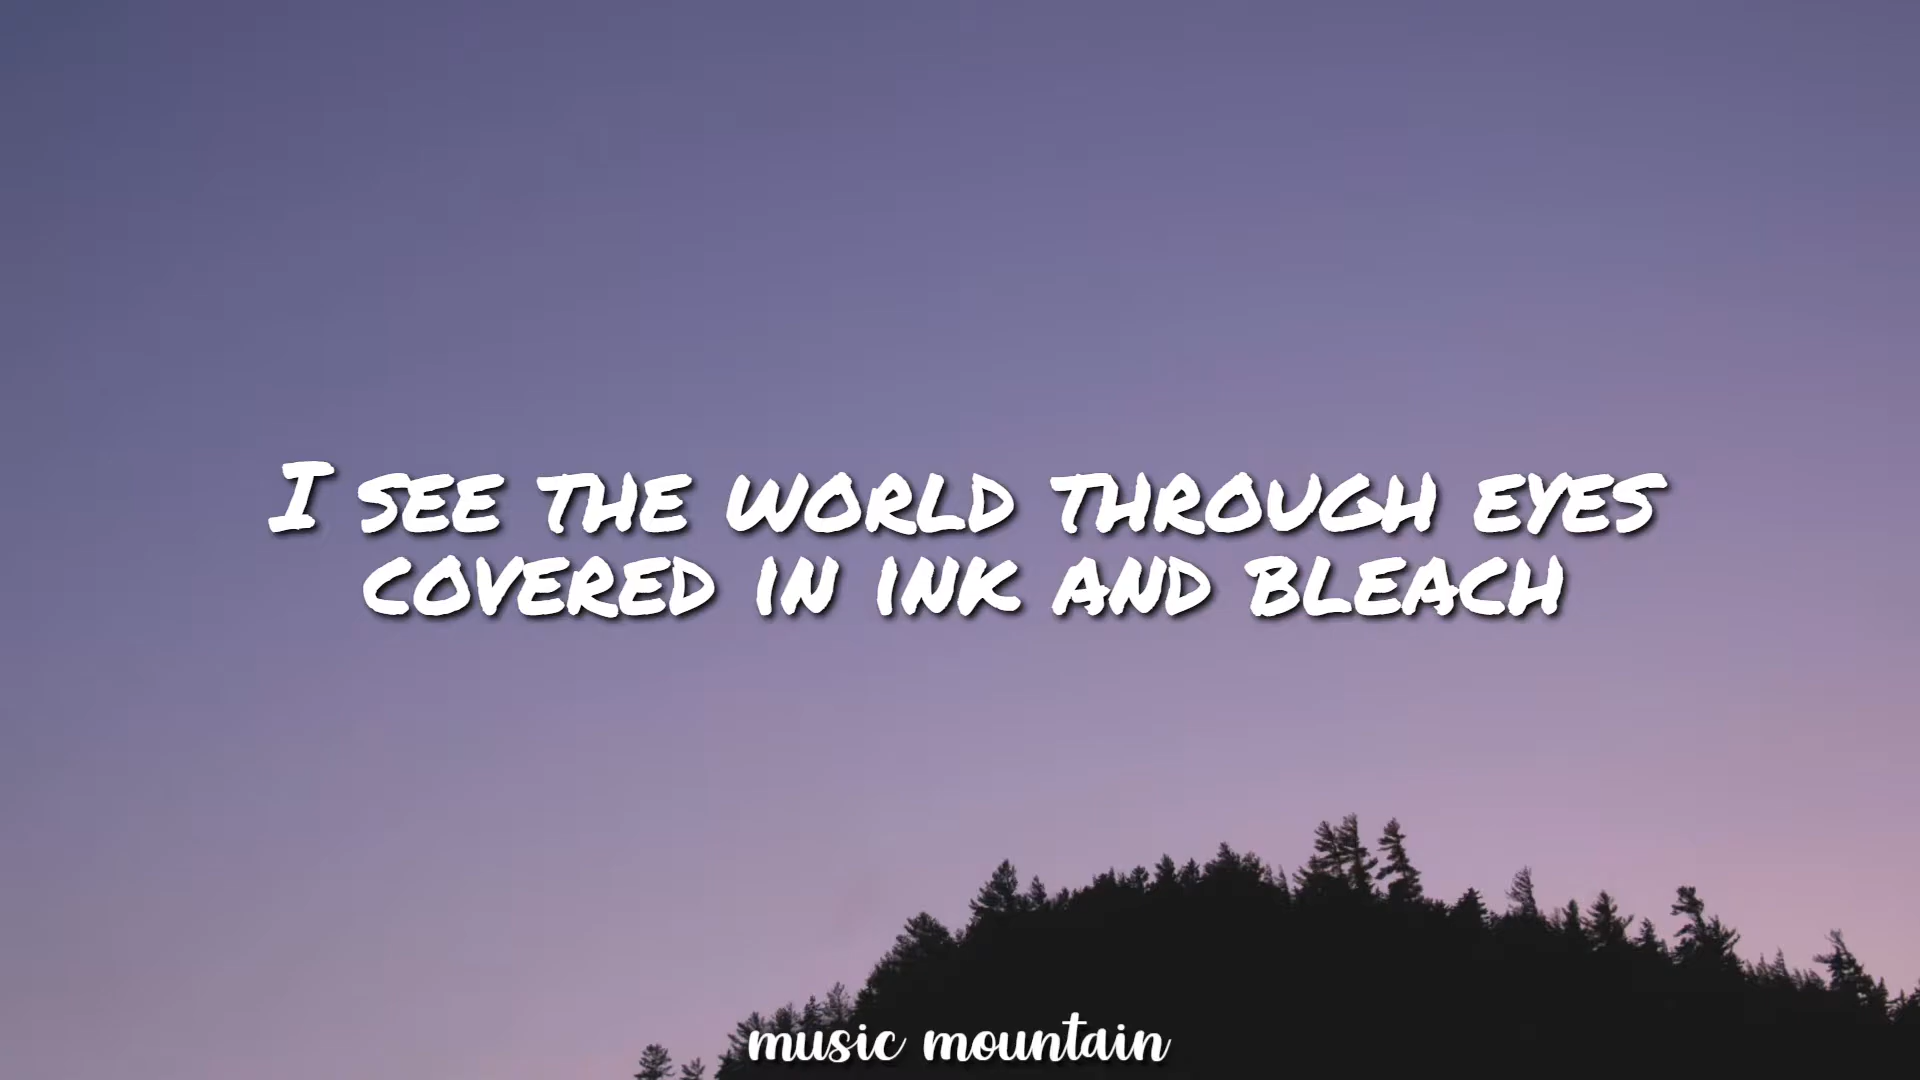 I SEE THE WORLD THROUGH EYES
COVERED IN INK AND BLEACH
music mountain